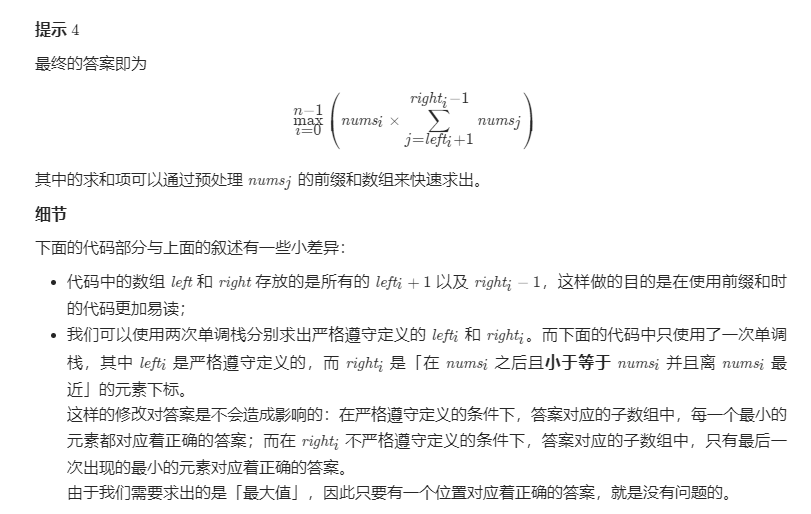 提示 4
最终的答案即为
n−1
max
i=0
(nums_i × ∑_{j=left_i+1}^{right_i−1} nums_j)
其中的求和项可以通过预处理 nums_j 的前缀和数组来快速求出。
细节
下面的代码部分与上面的叙述有一些小差异：
• 代码中的数组 left 和 right 存放的是所有的 left_i + 1 以及 right_i − 1，这样做的目的是在使用前缀和时
的代码更加易读；
• 我们可以使用两次单调栈分别求出严格遵守定义的 left_i 和 right_i。而下面的代码中只使用了一次单调
栈，其中 left_i 是严格遵守定义的，而 right_i 是「在 nums_i 之后且小于等于 nums_i 并且离 nums_i 最
近」的元素下标。
这样的修改对答案是不会造成影响的：在严格遵守定义的条件下，答案对应的子数组中，每一个最小的
元素都对应着正确的答案；而在 right_i 不严格遵守定义的条件下，答案对应的子数组中，只有最后一
次出现的最小的元素对应着正确的答案。
由于我们需要求出的是「最大值」，因此只要有一个位置对应着正确的答案，就是没有问题的。